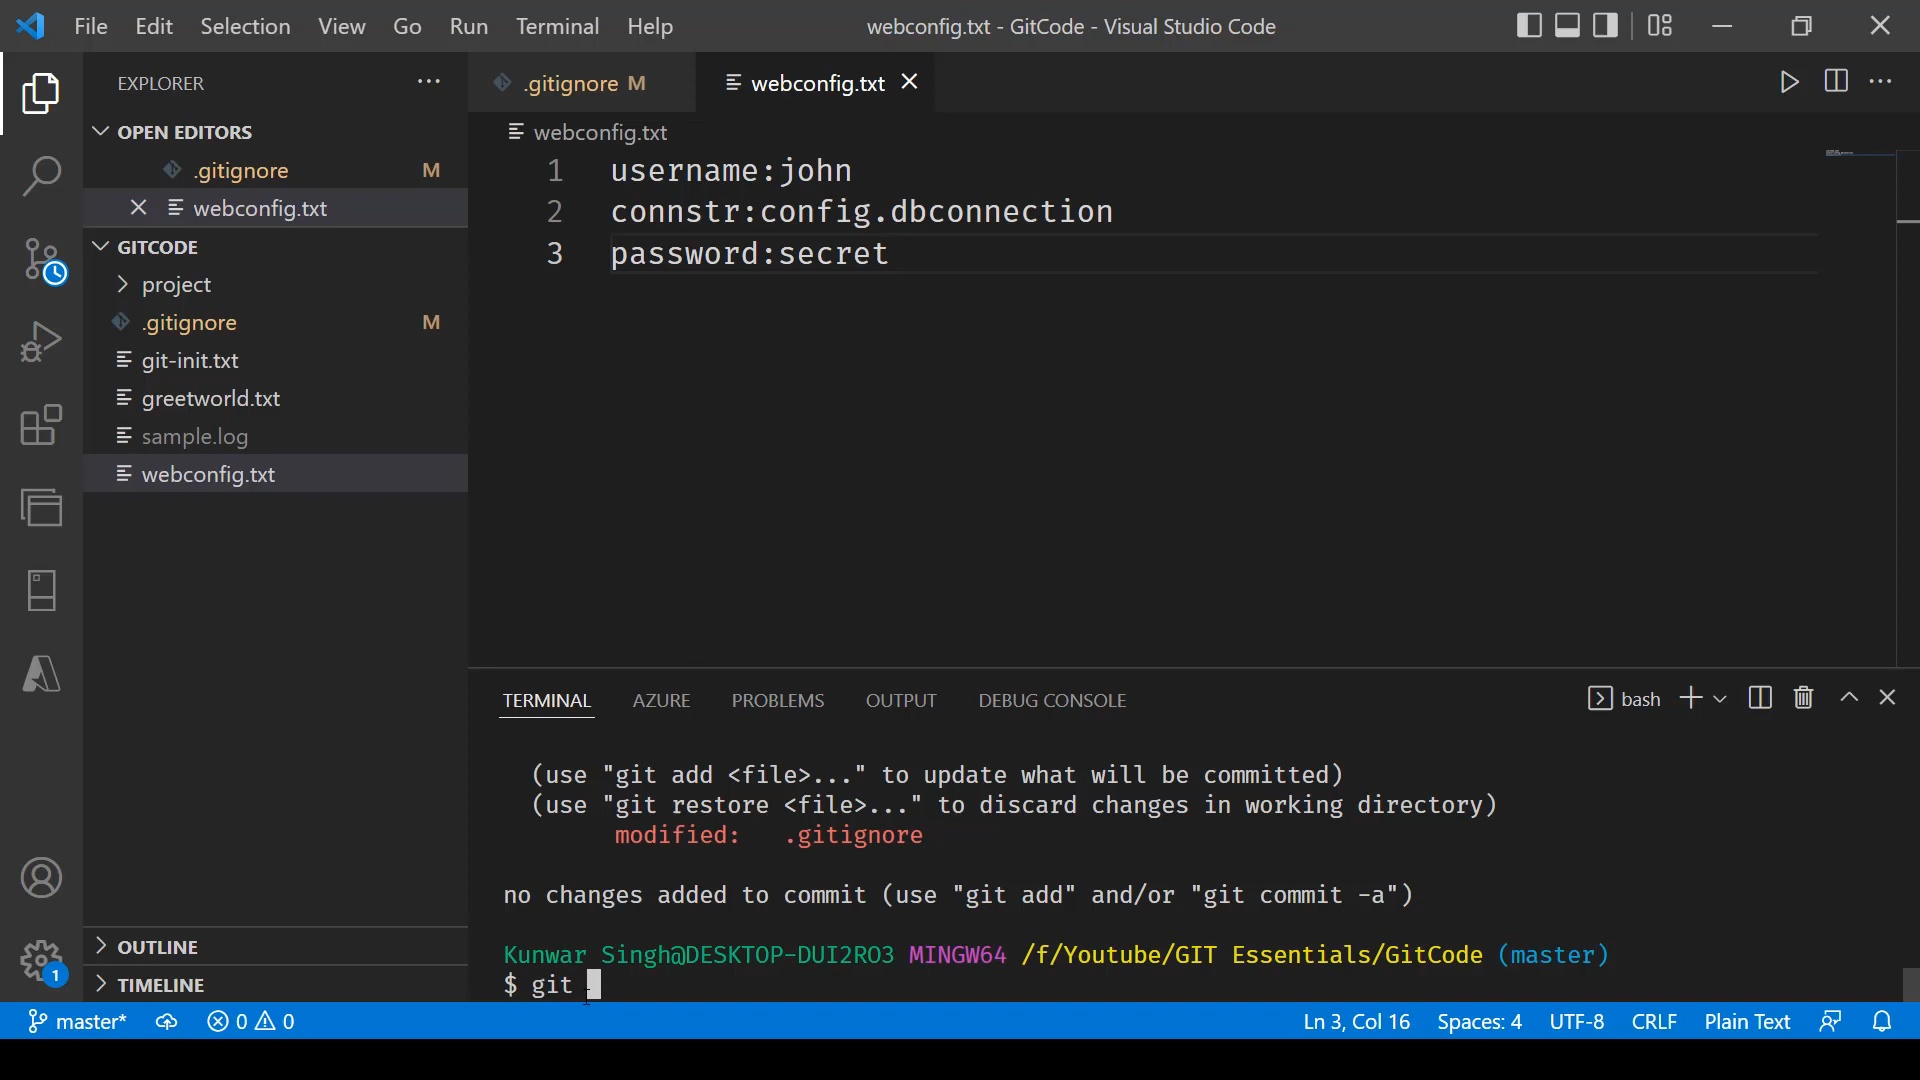 File Edit Selection View Go Run Terminal Help webconfig.txt - GitCode - Visual Studio Code
EXPLORER
OPEN EDITORS
.gitignore M
webconfig.txt
GITCODE
project
.gitignore M
git-init.txt
greetworld.txt
sample.log
webconfig.txt
OUTLINE
TIMELINE
.gitignore M webconfig.txt
webconfig.txt
1 username:john
2 connstr:config.dbconnection
3 password:secret
TERMINAL AZURE PROBLEMS OUTPUT DEBUG CONSOLE bash
(use "git add <file>..." to update what will be committed)
(use "git restore <file>..." to discard changes in working directory)
modified: .gitignore
no changes added to commit (use "git add" and/or "git commit -a")
Kunwar Singh@DESKTOP-DUI2RO3 MINGW64 /f/Youtube/GIT Essentials/GitCode (master)
$ git
1
master* 0 0 Ln 3, Col 16 Spaces: 4 UTF-8 CRLF Plain Text